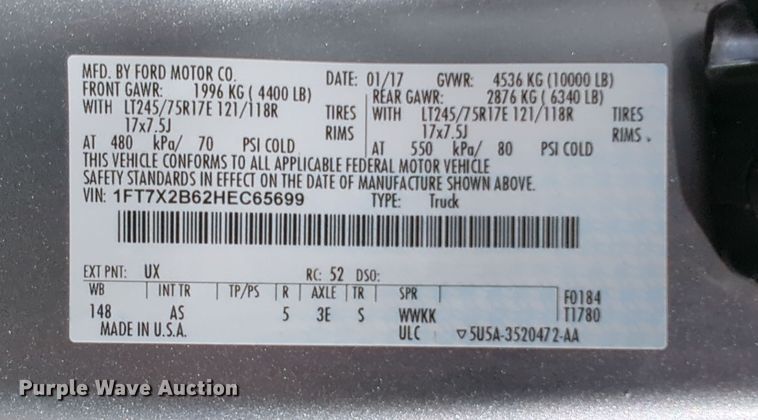 MFD. BY FORD MOTOR CO.
DATE: 01/17 GVWR: 4536 KG (10000 LB)
FRONT GAWR: 1996 KG ( 4400 LB) REAR GAWR: 2876 KG ( 6340 LB)
WITH LT245/75R17E 121/118R TIRES WITH LT245/75R17E 121/118R TIRES
17x7.5J RIMS 17x7.5J RIMS
AT 480 kPa/ 70 PSI COLD AT 550 kPa/ 80 PSI COLD
THIS VEHICLE CONFORMS TO ALL APPLICABLE FEDERAL MOTOR VEHICLE
SAFETY STANDARDS IN EFFECT ON THE DATE OF MANUFACTURE SHOWN ABOVE.
VIN: 1FT7X2B62HEC65699 TYPE: Truck
EXT PNT: UX RC: 52 DSO:
WB INT TR TP/PS R AXLE TR SPR F0184
148 AS 5 3E S WWKK T1780
MADE IN U.S.A. ULC ▽5U5A-3520472-AA
Purple Wave Auction